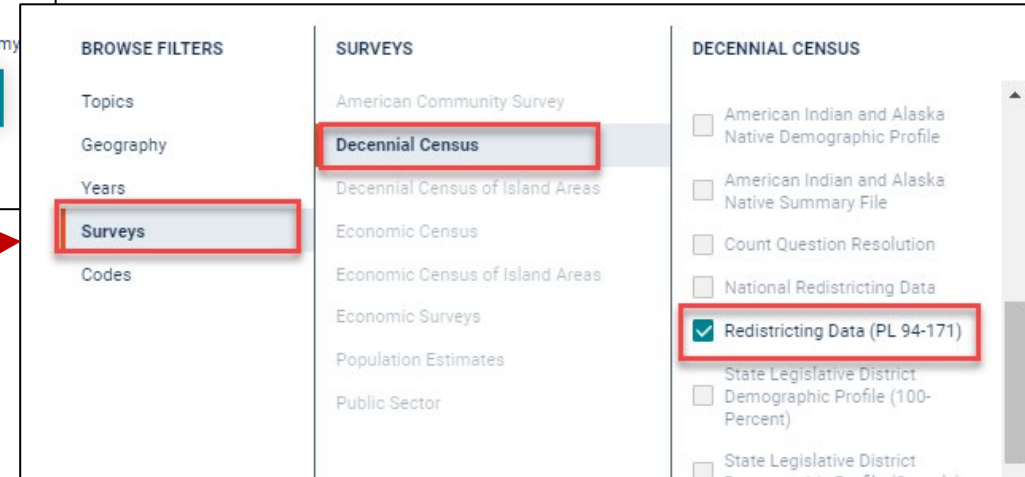 my
BROWSE FILTERS
Topics
Geography
Years
Surveys
Codes
SURVEYS
American Community Survey
Decennial Census
Decennial Census of Island Areas
Economic Census
Economic Census of Island Areas
Economic Surveys
Population Estimates
Public Sector
DECENNIAL CENSUS
American Indian and Alaska
Native Demographic Profile
American Indian and Alaska
Native Summary File
Count Question Resolution
National Redistricting Data
Redistricting Data (PL 94-171)
State Legislative District
Demographic Profile (100-
Percent)
State Legislative District